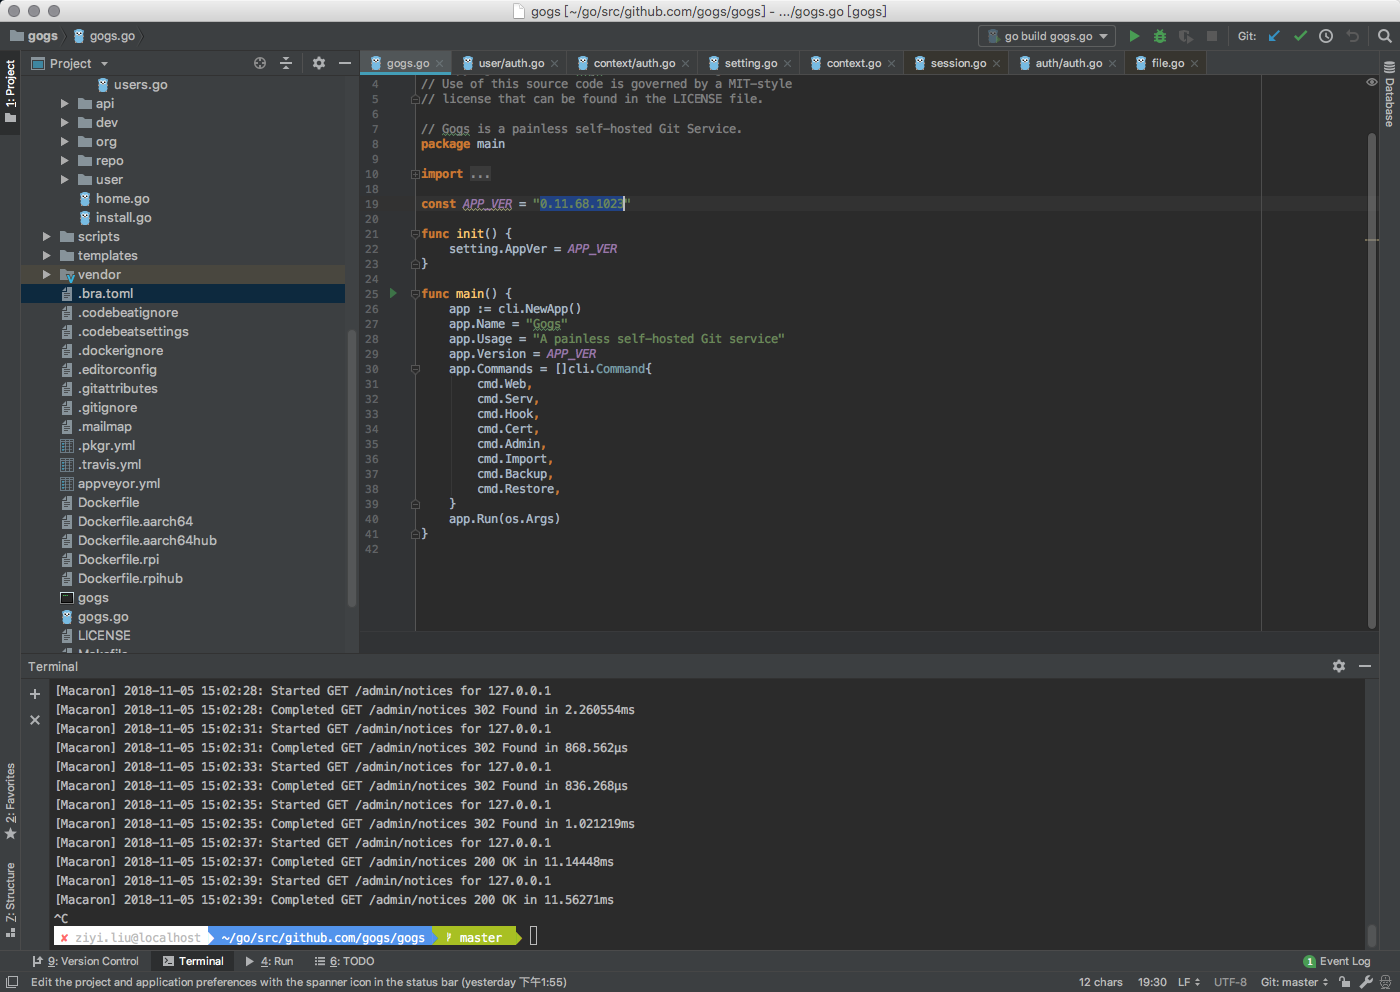 gogs [~/go/src/github.com/gogs/gogs] - .../gogs.go [gogs]
gogs gogs.go
go build gogs.go
Git:
Project
gogs.go user/auth.go context/auth.go setting.go context.go session.go auth/auth.go file.go
1: Project
Database
users.go
api
dev
org
repo
user
home.go
install.go
scripts
templates
vendor
.bra.toml
.codebeatignore
.codebeatsettings
.dockerignore
.editorconfig
.gitattributes
.gitignore
.mailmap
.pkgr.yml
.travis.yml
appveyor.yml
Dockerfile
Dockerfile.aarch64
Dockerfile.aarch64hub
Dockerfile.rpi
Dockerfile.rpihub
gogs
gogs.go
LICENSE
4 // Use of this source code is governed by a MIT-style
5 // license that can be found in the LICENSE file.
6
7 // Gogs is a painless self-hosted Git Service.
8 package main
9
10 import ...
18
19 const APP_VER = "0.11.68.1023"
20
21 func init() {
22 setting.AppVer = APP_VER
23 }
24
25 func main() {
26 app := cli.NewApp()
27 app.Name = "Gogs"
28 app.Usage = "A painless self-hosted Git service"
29 app.Version = APP_VER
30 app.Commands = []cli.Command{
31 cmd.Web,
32 cmd.Serv,
33 cmd.Hook,
34 cmd.Cert,
35 cmd.Admin,
36 cmd.Import,
37 cmd.Backup,
38 cmd.Restore,
39 }
40 app.Run(os.Args)
41 }
42
Terminal
[Macaron] 2018-11-05 15:02:28: Started GET /admin/notices for 127.0.0.1
[Macaron] 2018-11-05 15:02:28: Completed GET /admin/notices 302 Found in 2.260554ms
[Macaron] 2018-11-05 15:02:31: Started GET /admin/notices for 127.0.0.1
[Macaron] 2018-11-05 15:02:31: Completed GET /admin/notices 302 Found in 868.562µs
[Macaron] 2018-11-05 15:02:33: Started GET /admin/notices for 127.0.0.1
[Macaron] 2018-11-05 15:02:33: Completed GET /admin/notices 302 Found in 836.268µs
[Macaron] 2018-11-05 15:02:35: Started GET /admin/notices for 127.0.0.1
[Macaron] 2018-11-05 15:02:35: Completed GET /admin/notices 302 Found in 1.021219ms
[Macaron] 2018-11-05 15:02:37: Started GET /admin/notices for 127.0.0.1
[Macaron] 2018-11-05 15:02:37: Completed GET /admin/notices 200 OK in 11.14448ms
[Macaron] 2018-11-05 15:02:39: Started GET /admin/notices for 127.0.0.1
[Macaron] 2018-11-05 15:02:39: Completed GET /admin/notices 200 OK in 11.56271ms
^C
✘ ziyi.liu@localhost ~/go/src/github.com/gogs/gogs master
2: Favorites
7: Structure
9: Version Control Terminal 4: Run 6: TODO
1 Event Log
Edit the project and application preferences with the spanner icon in the status bar (yesterday 下午1:55)
12 chars 19:30 LF UTF-8 Git: master